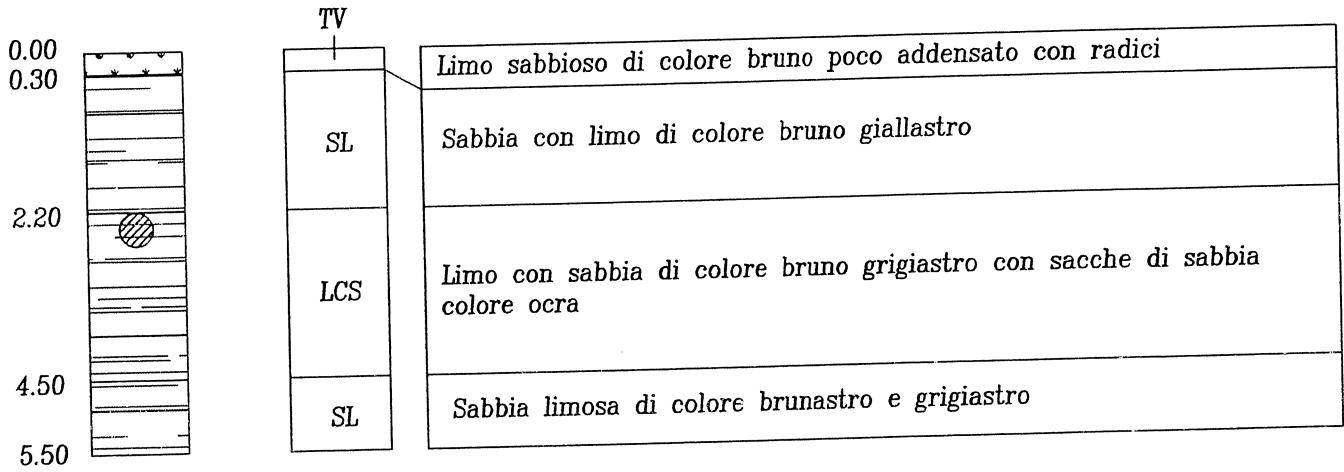 TV
0.00
0.30
Limo sabbioso di colore bruno poco addensato con radici
SL
Sabbia con limo di colore bruno giallastro
2.20
LCS
Limo con sabbia di colore bruno grigiastro con sacche di sabbia
colore ocra
4.50
SL
Sabbia limosa di colore brunastro e grigiastro
5.50